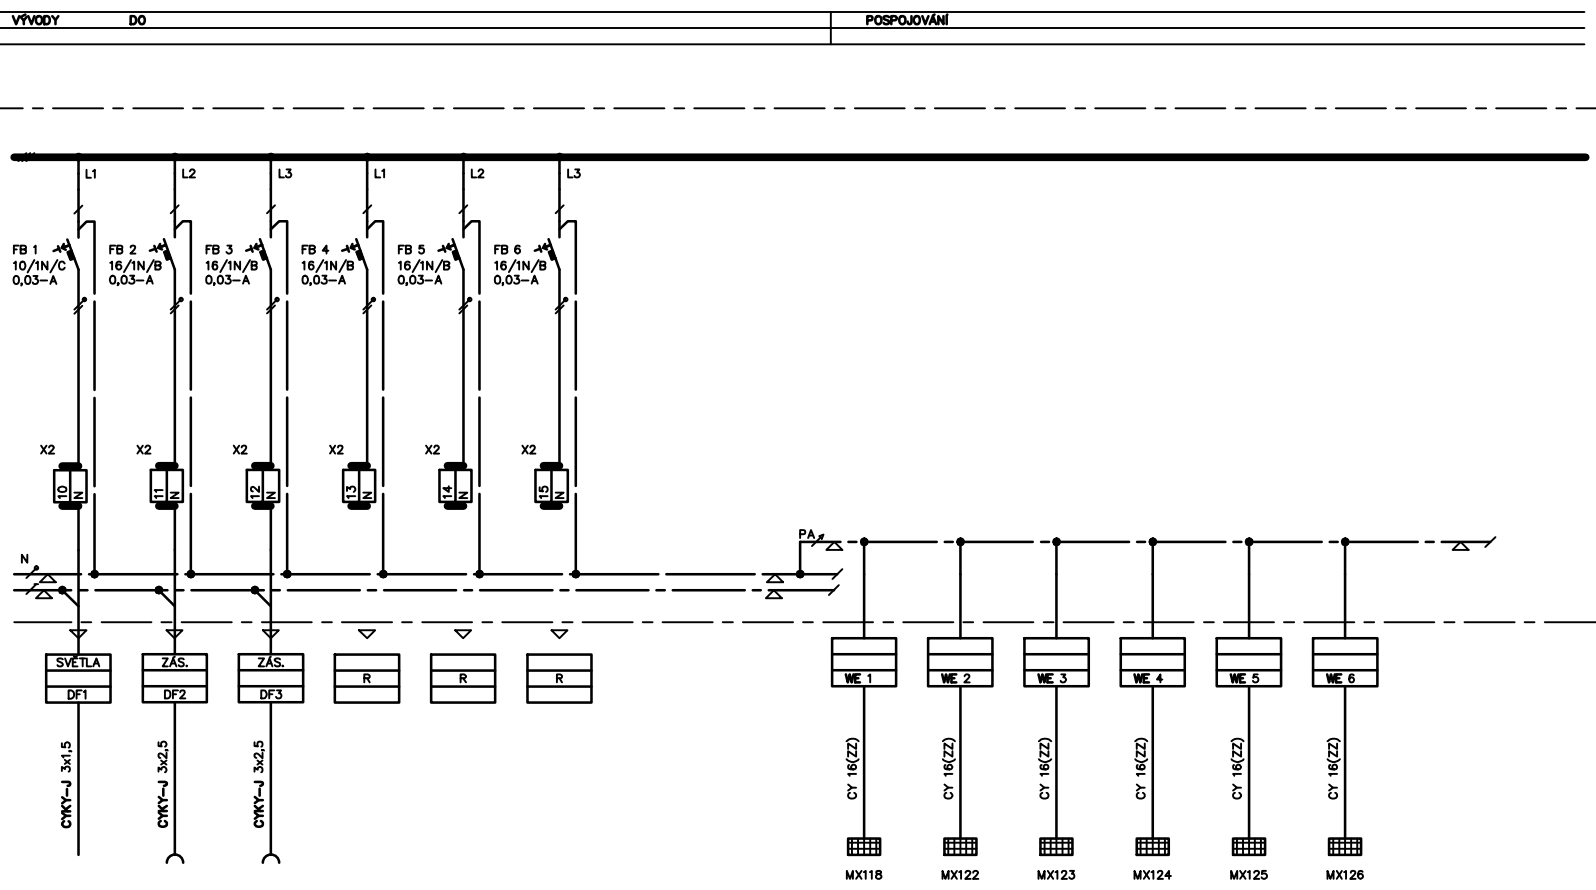 VÝVODY DO POSPOJOVÁNÍ
L1 L2 L3 L1 L2 L3
FB 1 FB 2 FB 3 FB 4 FB 5 FB 6
10/1N/C 16/1N/B 16/1N/B 16/1N/B 16/1N/B 16/1N/B
0,03-A 0,03-A 0,03-A 0,03-A 0,03-A 0,03-A
X2 X2 X2 X2 X2 X2
10 N 11 N 12 N 13 N 14 N 15 N
PA
N
SVĚTLA ZÁS. ZÁS.
R R R WE 1 WE 2 WE 3 WE 4 WE 5 WE 6
DF1 DF2 DF3
CYKY-J 3x1,5 CYKY-J 3x2,5 CYKY-J 3x2,5
CY 16(ZZ) CY 16(ZZ) CY 16(ZZ) CY 16(ZZ) CY 16(ZZ) CY 16(ZZ)
MX118 MX122 MX123 MX124 MX125 MX126